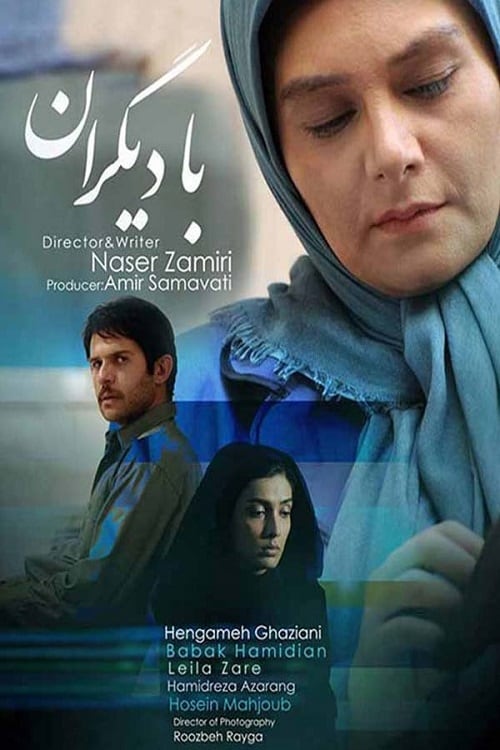 با دیگران
Director&Writer
Naser Zamiri
Producer:Amir Samavati
Hengameh Ghaziani
Babak Hamidian
Leila Zare
Hamidreza Azarang
Hosein Mahjoub
Director of Photography
Roozbeh Rayga